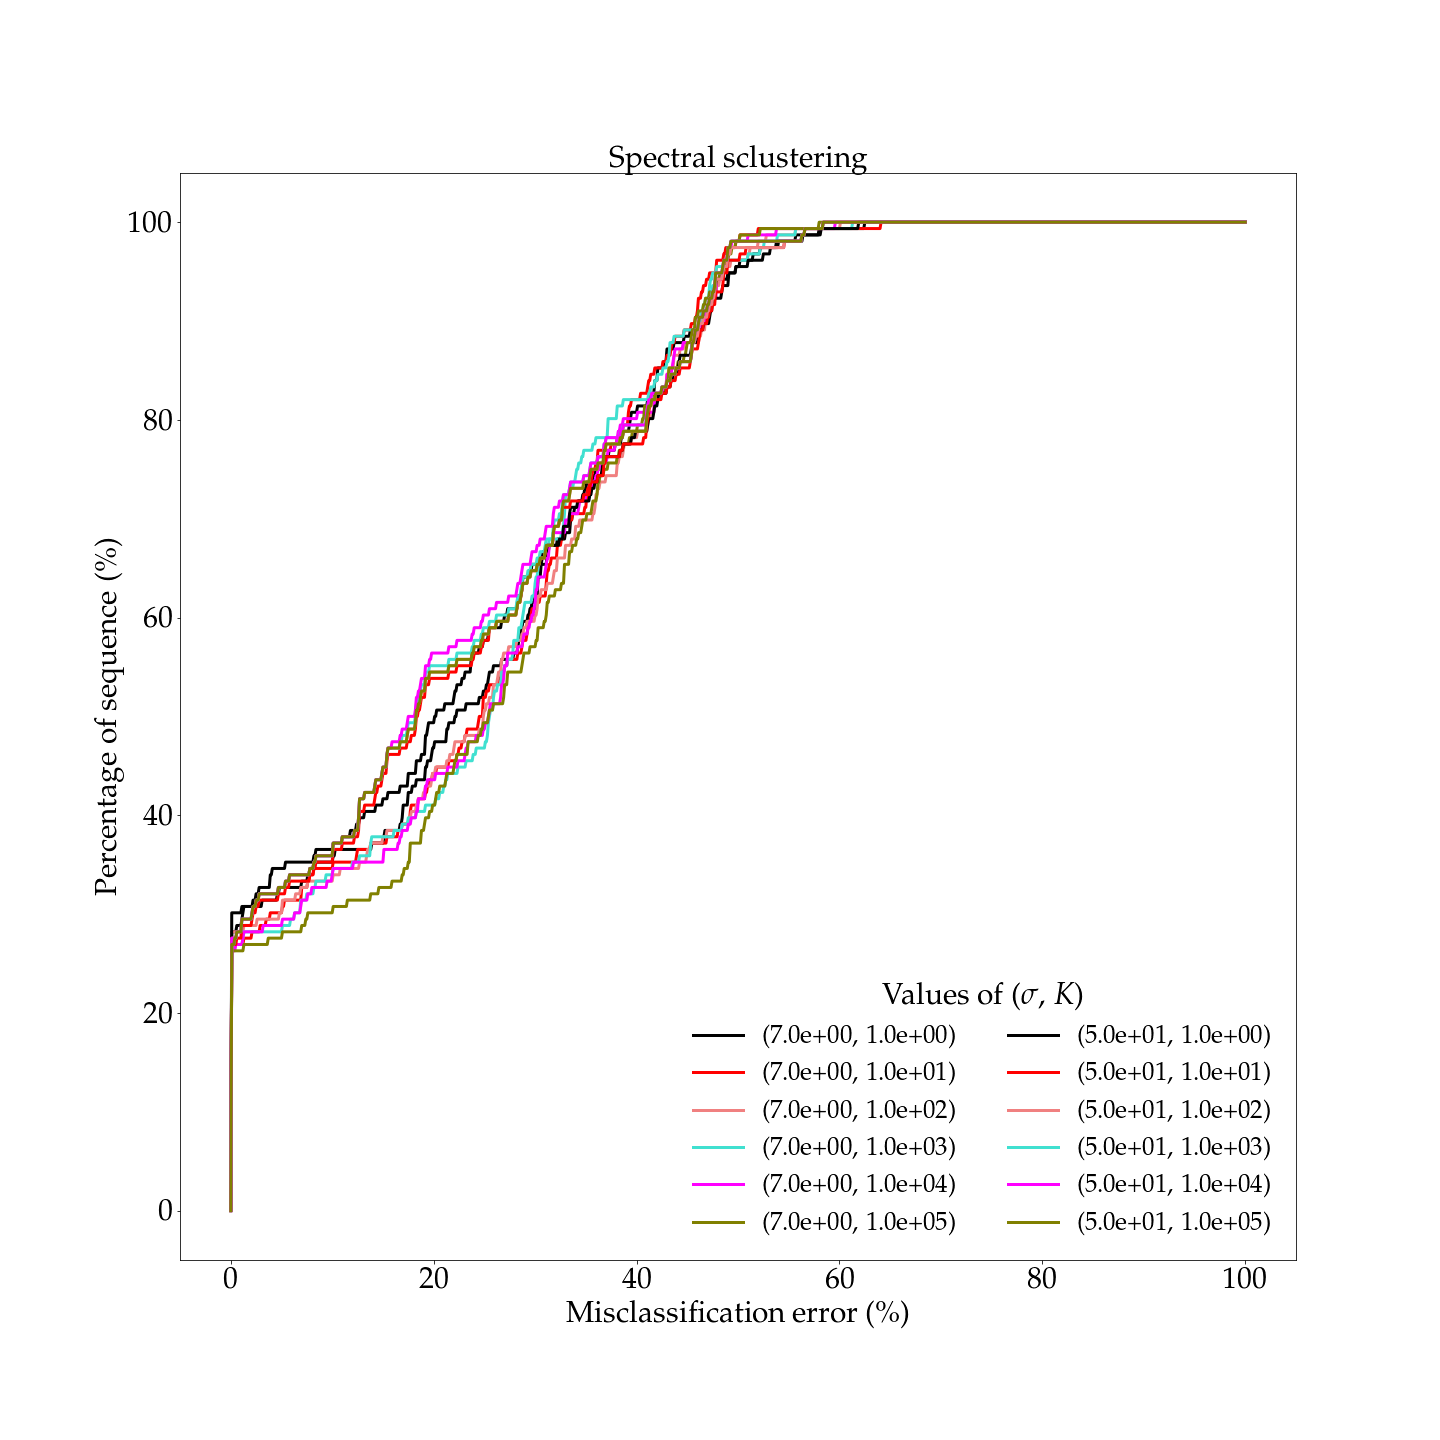 Spectral sclustering
100
80
60
40
20
0
Percentage of sequence (%)
Values of (σ, K)
(7.0e+00, 1.0e+00) (5.0e+01, 1.0e+00)
(7.0e+00, 1.0e+01) (5.0e+01, 1.0e+01)
(7.0e+00, 1.0e+02) (5.0e+01, 1.0e+02)
(7.0e+00, 1.0e+03) (5.0e+01, 1.0e+03)
(7.0e+00, 1.0e+04) (5.0e+01, 1.0e+04)
(7.0e+00, 1.0e+05) (5.0e+01, 1.0e+05)
0 20 40 60 80 100
Misclassification error (%)